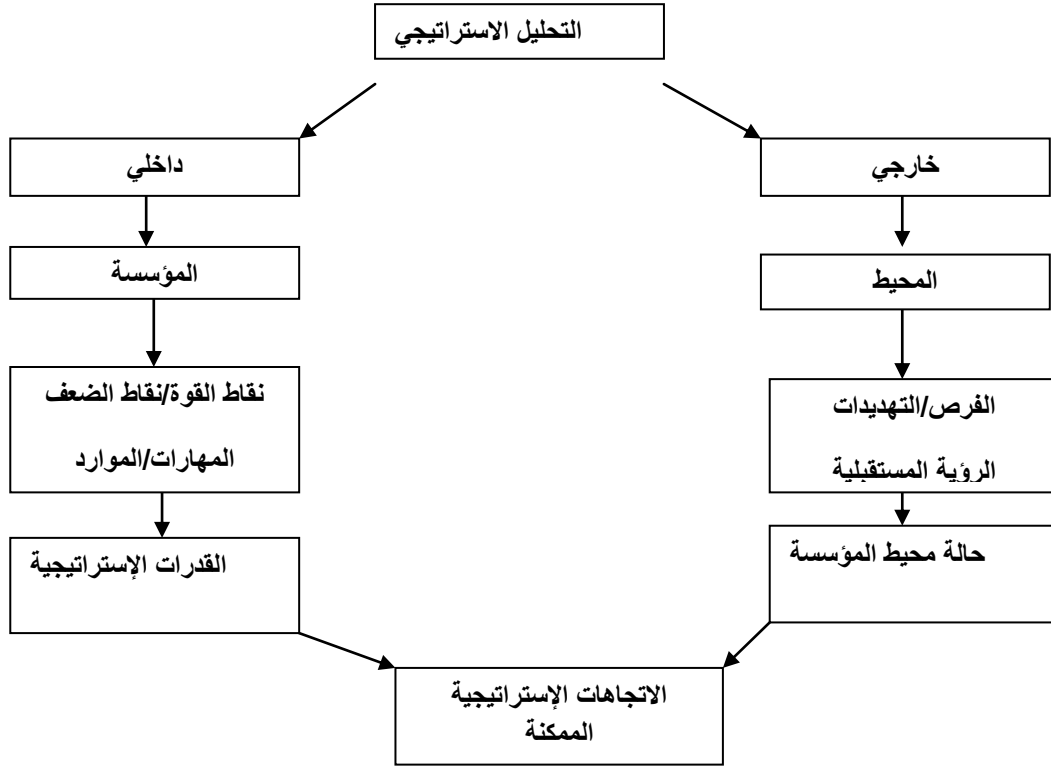 التحليل الاستراتيجي
خارجي
داخلي
المحيط
المؤسسة
الفرص/التهديدات
الرؤية المستقبلية
نقاط القوة/نقاط الضعف
المهارات/الموارد
حالة محيط المؤسسة
القدرات الإستراتيجية
الاتجاهات الإستراتيجية
الممكنة